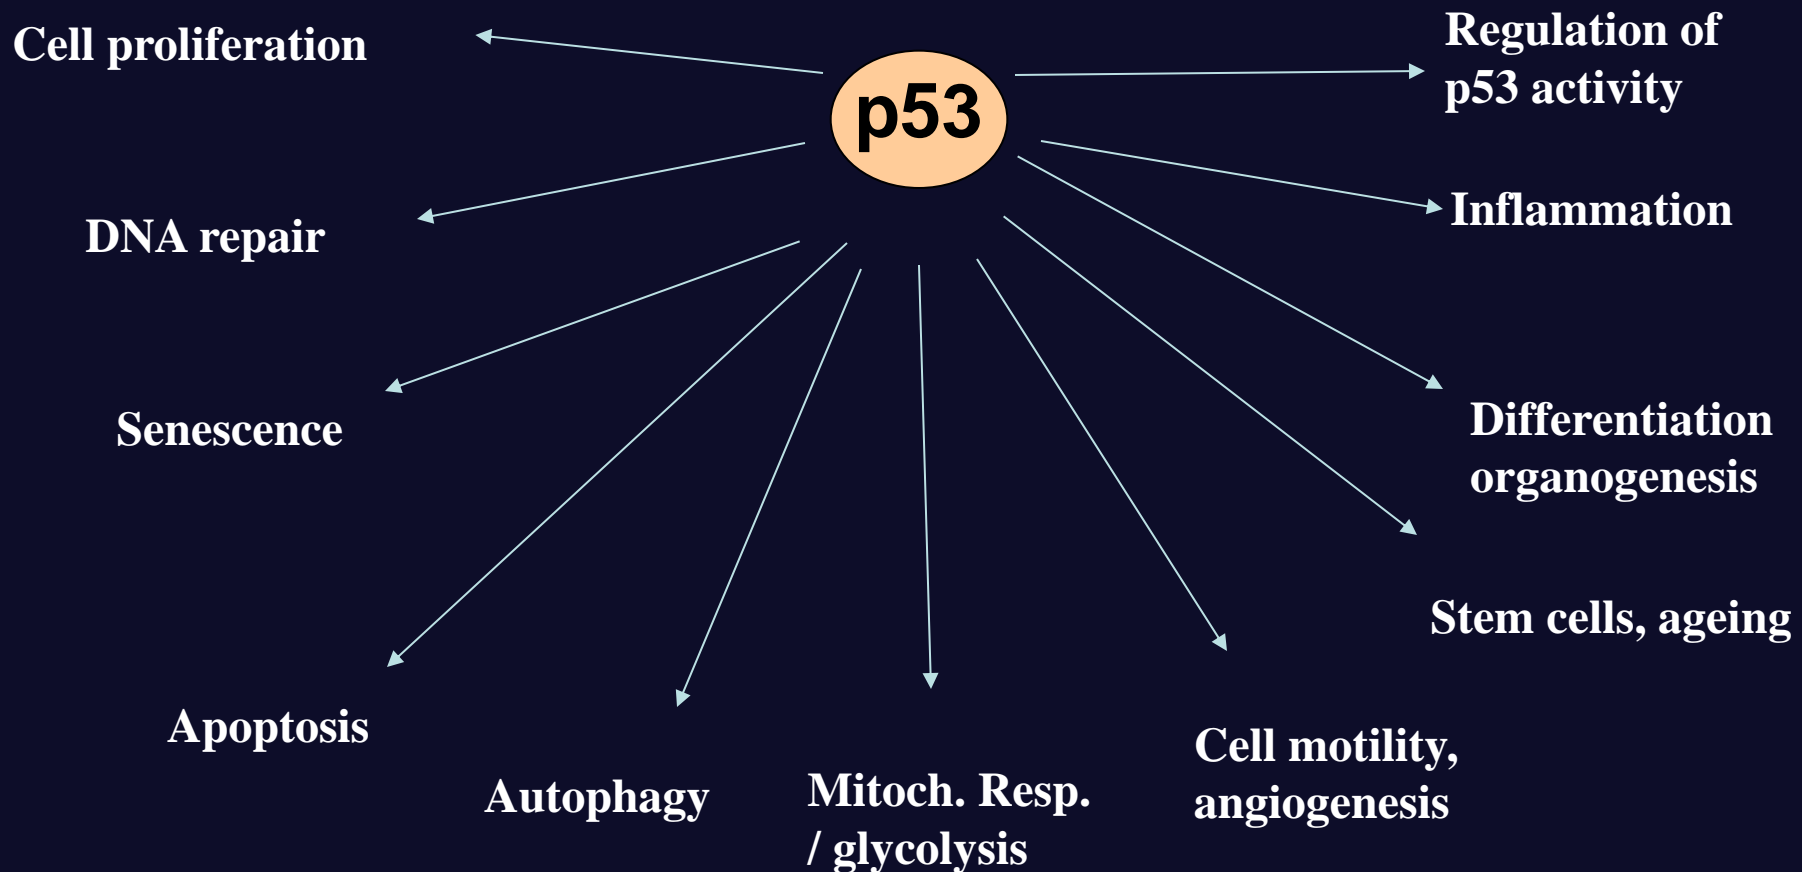 Cell proliferation
p53
Regulation of
p53 activity
DNA repair
Inflammation
Senescence
Differentiation
organogenesis
Stem cells, ageing
Apoptosis
Autophagy
Mitoch. Resp.
/ glycolysis
Cell motility,
angiogenesis